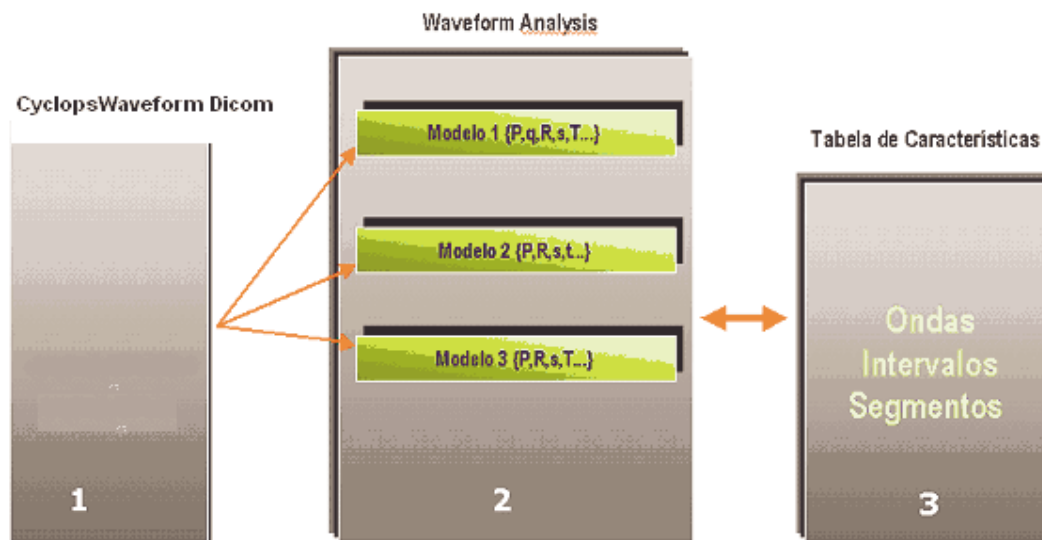 Waveform Analysis
CyclopsWaveform Dicom
Modelo 1 {P,q,R,s,T...}
Tabela de Características
Modelo 2 {P,R,s,t...}
Ondas
Modelo 3 {P,R,s,T...}
Intervalos
Segmentos
1
2
3